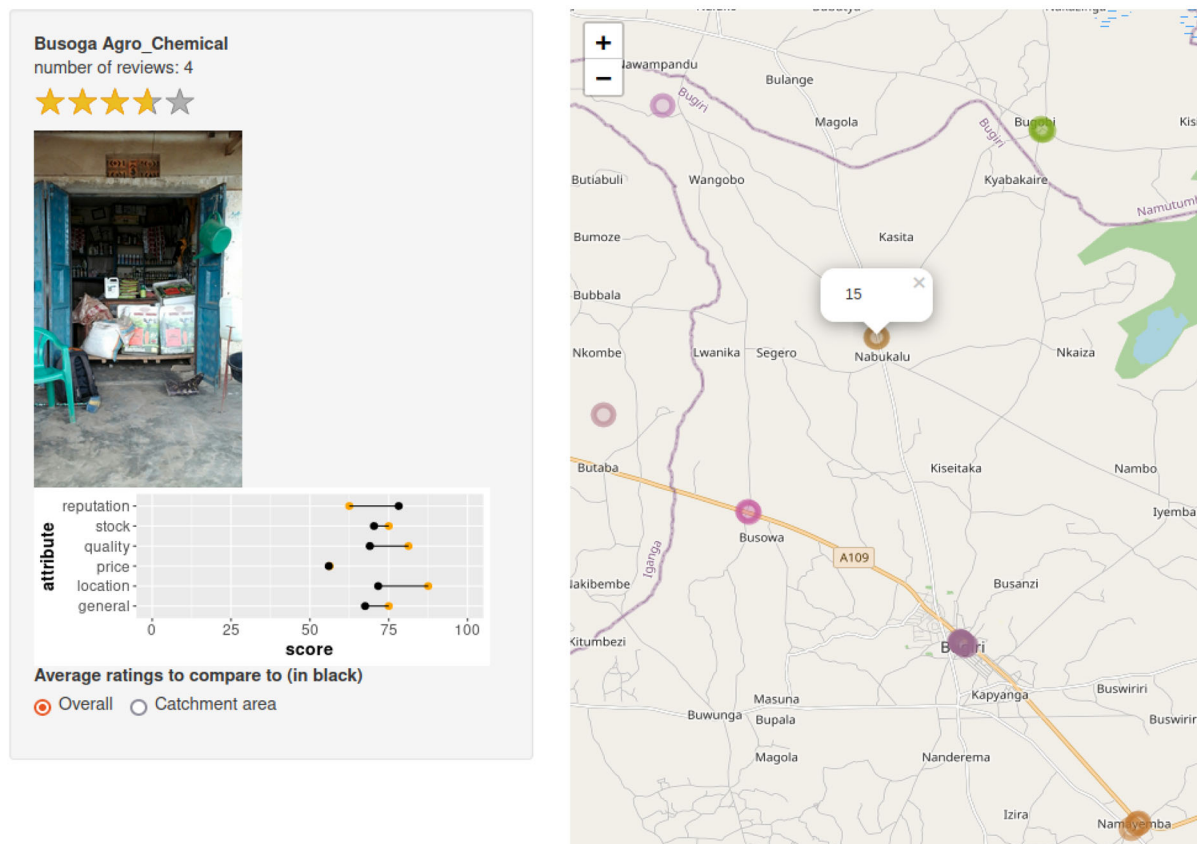 Busoga Agro_Chemical
number of reviews: 4
reputation
stock
quality
price
location
general
attribute
0 25 50 75 100
score
Average ratings to compare to (in black)
Overall Catchment area
+
−
Nawampandu
Bulange
Bugiri
Magola
Bugobi
Bugiri
Butiabuli
Wangobo
Kyabakaire
Namutumb
Bumoze
Kasita
15
×
Bubbala
Nkombe
Lwanika
Segero
Nabukalu
Nkaiza
Butaba
Kiseitaka
Nambo
Iyemba
Busowa
A109
Iganga
Nakibembe
Busanzi
Kitumbezi
Bugiri
Kapyanga
Buswiriri
Masuna
Buwunga
Bupala
Buswirir
Magola
Nanderema
Izira
Namayemba